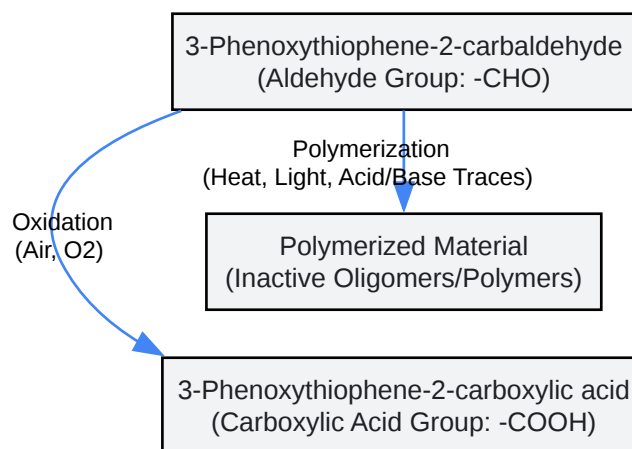 3-Phenoxythiophene-2-carbaldehyde
(Aldehyde Group: -CHO)
Polymerization
(Heat, Light, Acid/Base Traces)
Oxidation
(Air, O2)
Polymerized Material
(Inactive Oligomers/Polymers)
3-Phenoxythiophene-2-carboxylic acid
(Carboxylic Acid Group: -COOH)